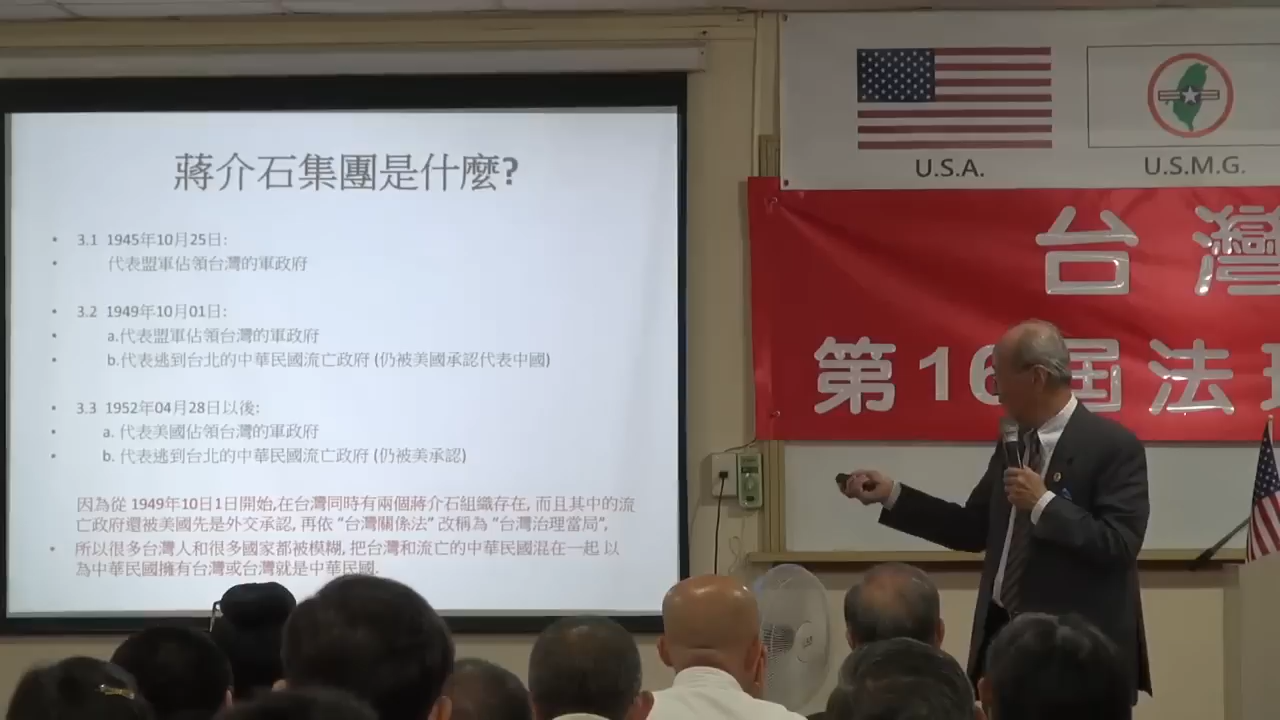 蔣介石集團是什麼?
• 3.1 1945年10月25日:
• 代表盟軍佔領台灣的軍政府
• 3.2 1949年10月01日:
• a.代表盟軍佔領台灣的軍政府
• b.代表逃到台北的中華民國流亡政府 (仍被美國承認代表中國)
• 3.3 1952年04月28日以後:
• a. 代表美國佔領台灣的軍政府
• b. 代表逃到台北的中華民國流亡政府 (仍被美承認)
因為從 1949年10日1日開始,在台灣同時有兩個蔣介石組織存在, 而且其中的流
亡政府還被美國先是外交承認, 再依 “台灣關係法” 改稱為 “台灣治理當局”,
• 所以很多台灣人和很多國家都被模糊, 把台灣和流亡的中華民國混在一起 以
為中華民國擁有台灣或台灣就是中華民國.
U.S.A.
U.S.M.G.
台灣
第16屆法